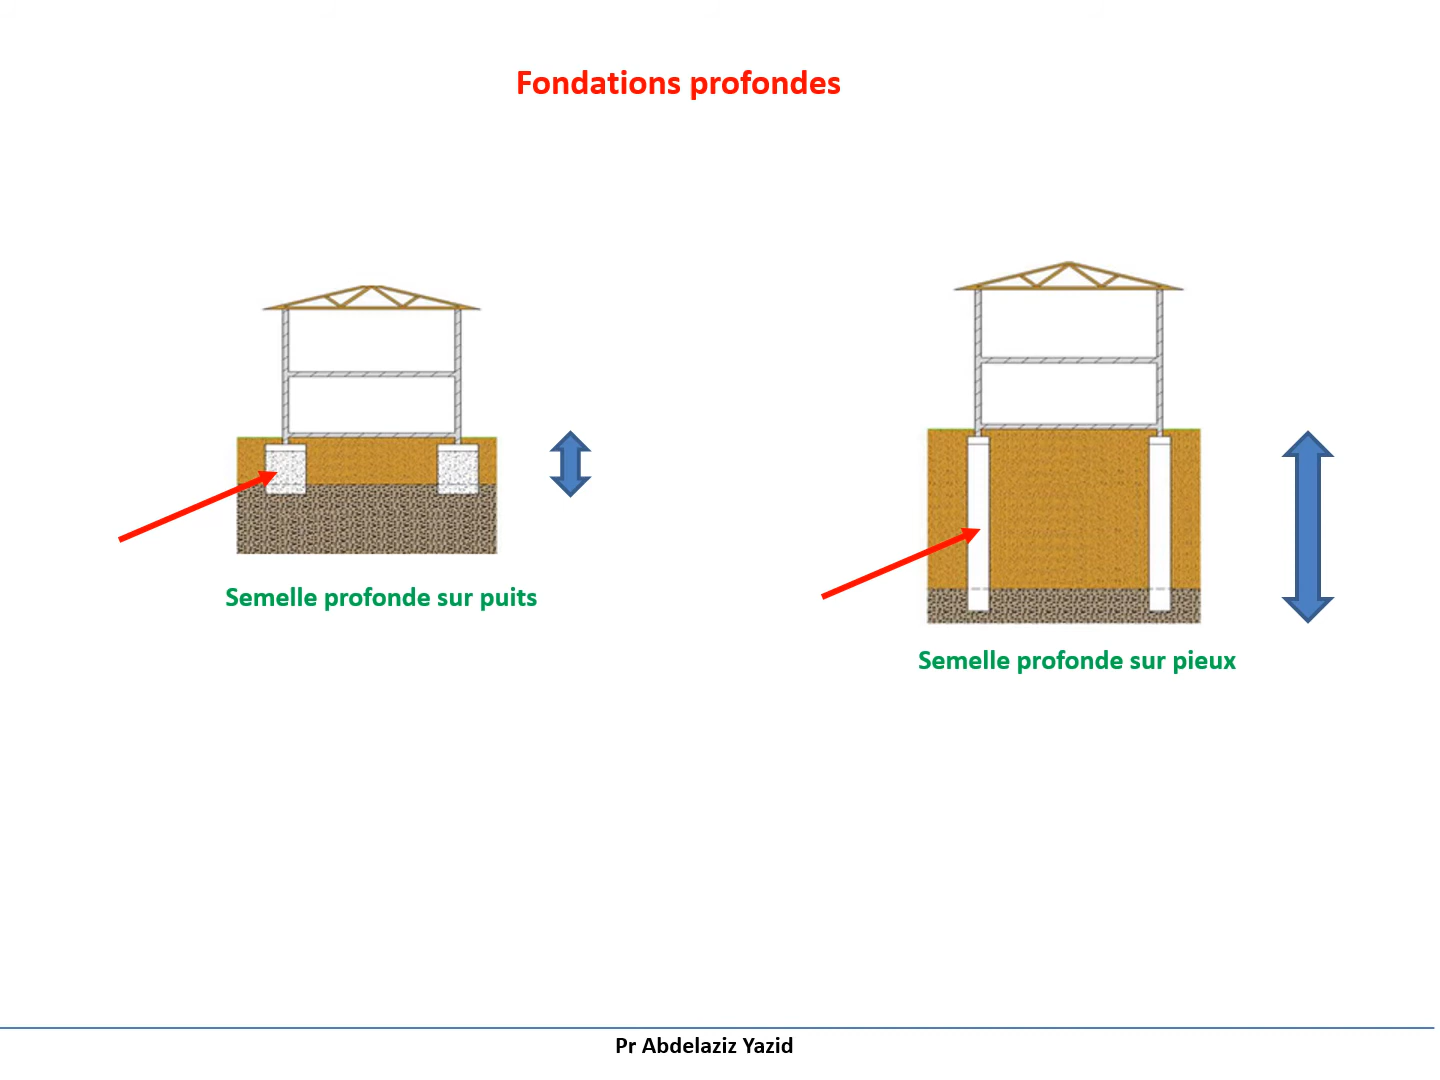 Fondations profondes
Semelle profonde sur puits
Semelle profonde sur pieux
Pr Abdelaziz Yazid